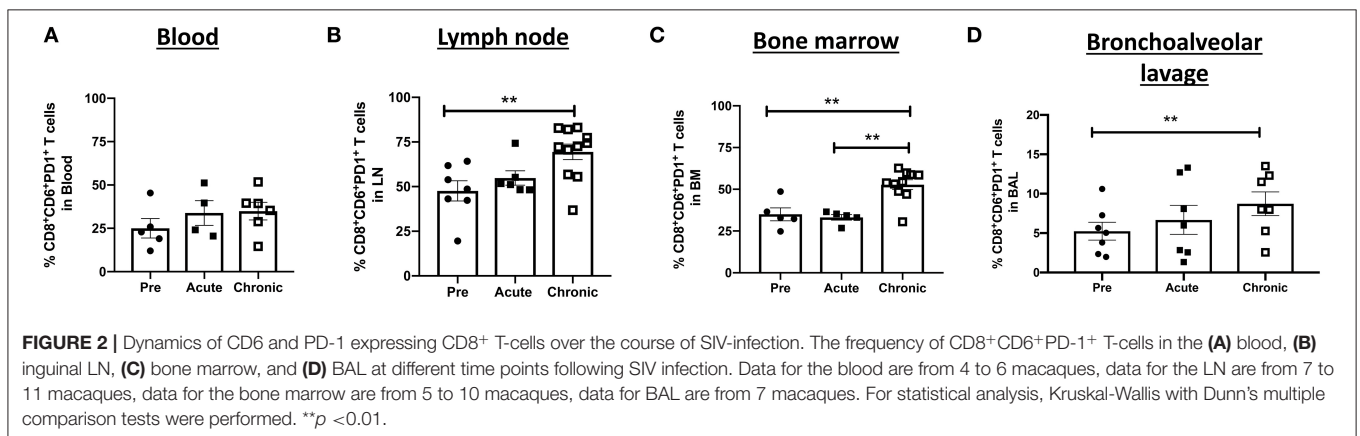 A
Blood
% CD8⁺CD6⁺PD1⁺ T cells
in Blood
100
75
50
25
0
Pre
Acute
Chronic
B
Lymph node
% CD8⁺CD6⁺PD1⁺ T cells
in LN
100
75
50
25
0
**
Pre
Acute
Chronic
C
Bone marrow
% CD8⁺CD6⁺PD1⁺ T cells
in BM
100
75
50
25
0
**
**
Pre
Acute
Chronic
D
Bronchoalveolar
lavage
% CD8⁺CD6⁺PD1⁺ T cells
in BAL
20
15
10
5
0
**
Pre
Acute
Chronic
FIGURE 2 | Dynamics of CD6 and PD-1 expressing CD8⁺ T-cells over the course of SIV-infection. The frequency of CD8⁺CD6⁺PD-1⁺ T-cells in the (A) blood, (B)
inguinal LN, (C) bone marrow, and (D) BAL at different time points following SIV infection. Data for the blood are from 4 to 6 macaques, data for the LN are from 7 to
11 macaques, data for the bone marrow are from 5 to 10 macaques, data for BAL are from 7 macaques. For statistical analysis, Kruskal-Wallis with Dunn's multiple
comparison tests were performed. **p <0.01.